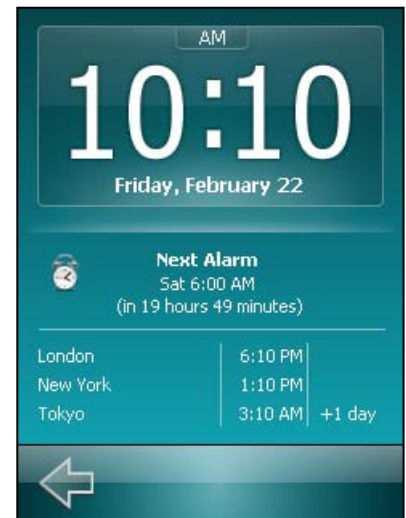 AM
10:10
Friday, February 22
Next Alarm
Sat 6:00 AM
(in 19 hours 49 minutes)
London 6:10 PM
New York 1:10 PM
Tokyo 3:10 AM +1 day